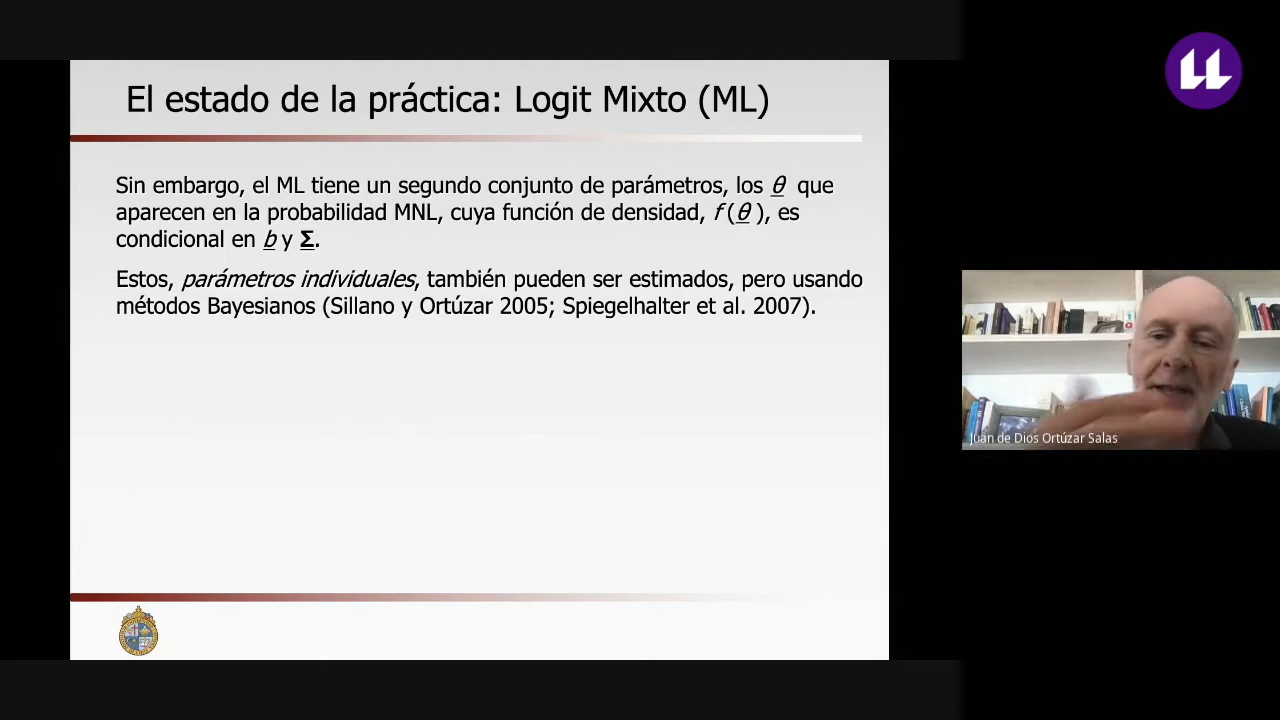 El estado de la práctica: Logit Mixto (ML)
Sin embargo, el ML tiene un segundo conjunto de parámetros, los θ que
aparecen en la probabilidad MNL, cuya función de densidad, f (θ ), es
condicional en b y Σ.
Estos, parámetros individuales, también pueden ser estimados, pero usando
métodos Bayesianos (Sillano y Ortúzar 2005; Spiegelhalter et al. 2007).
Juan de Dios Ortúzar Salas